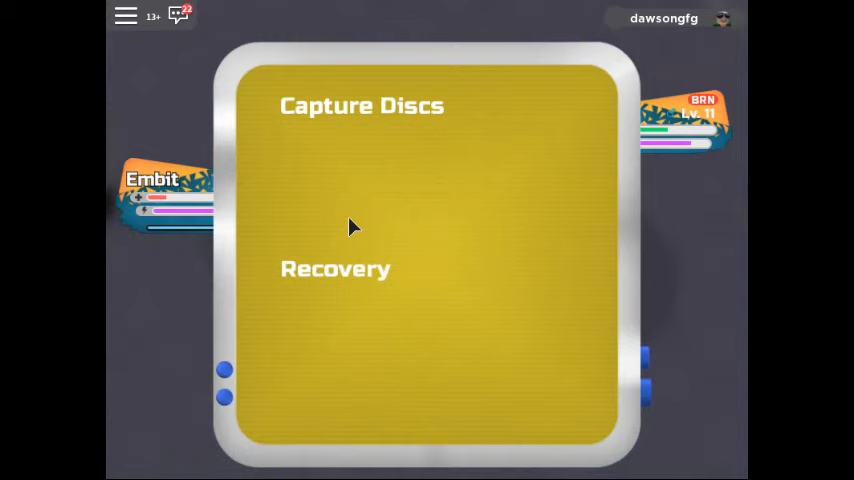 13+
22
dawsongfg
Capture Discs
BRN
Lv. 11
Embit
Recovery